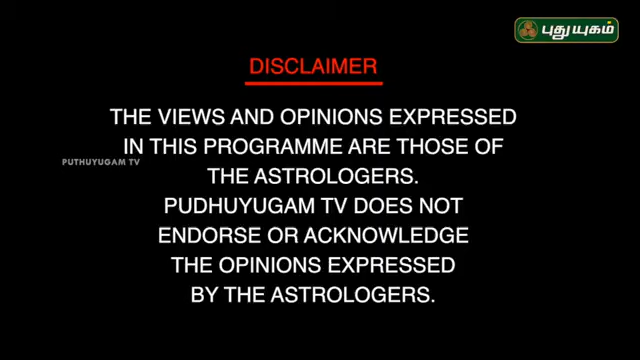 புதுயுகம்
DISCLAIMER
THE VIEWS AND OPINIONS EXPRESSED
IN THIS PROGRAMME ARE THOSE OF
PUTHUYUGAM TV
THE ASTROLOGERS.
PUDHUYUGAM TV DOES NOT
ENDORSE OR ACKNOWLEDGE
THE OPINIONS EXPRESSED
BY THE ASTROLOGERS.